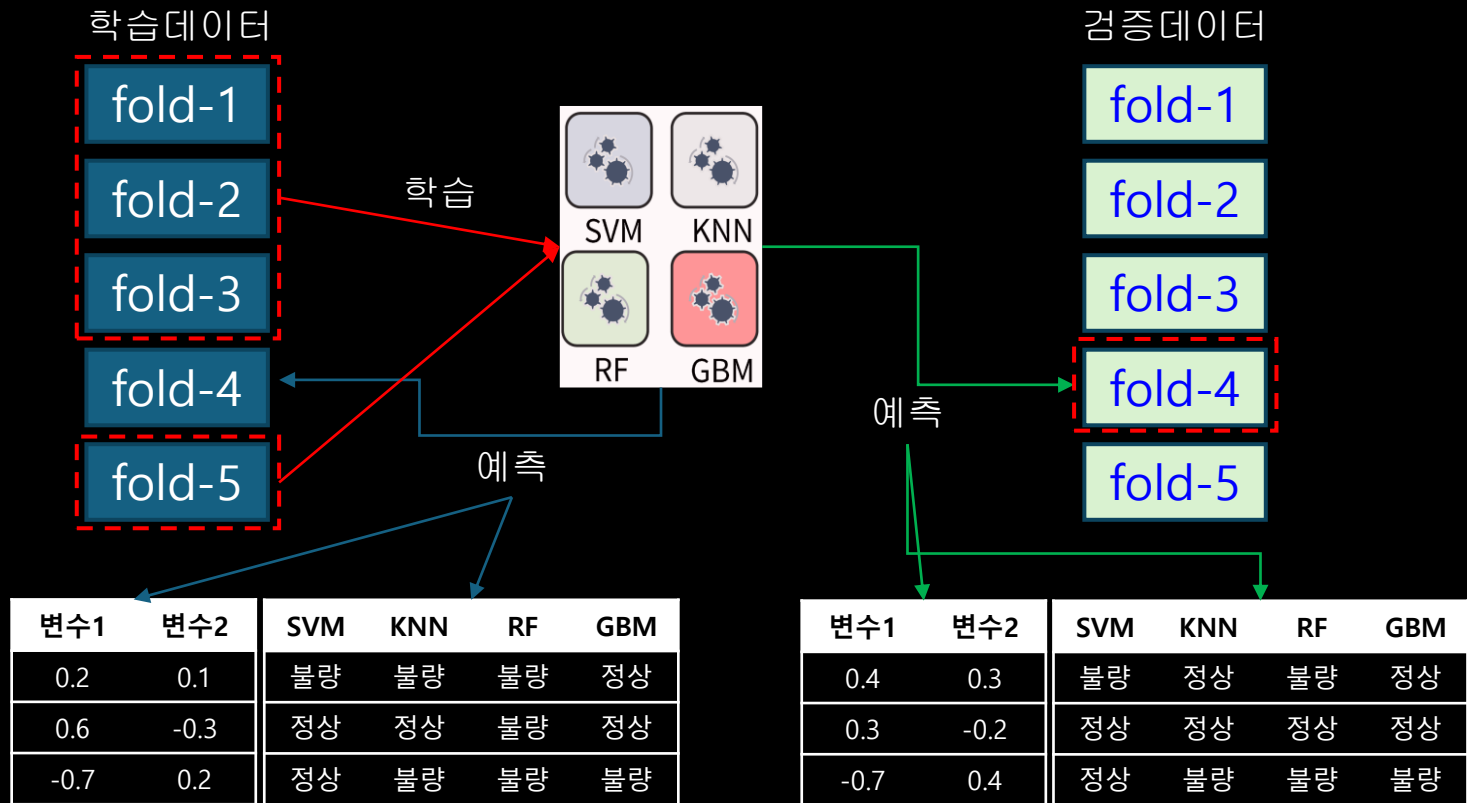 학습데이터
fold-1
fold-2
fold-3
fold-4
fold-5
학습
SVM KNN
RF GBM
예측
검증데이터
fold-1
fold-2
fold-3
fold-4
fold-5
예측
변수1 변수2 SVM KNN RF GBM
0.2 0.1 불량 불량 불량 정상
0.6 -0.3 정상 정상 불량 정상
-0.7 0.2 정상 불량 불량 불량
변수1 변수2 SVM KNN RF GBM
0.4 0.3 불량 정상 불량 정상
0.3 -0.2 정상 정상 정상 정상
-0.7 0.4 정상 불량 불량 불량